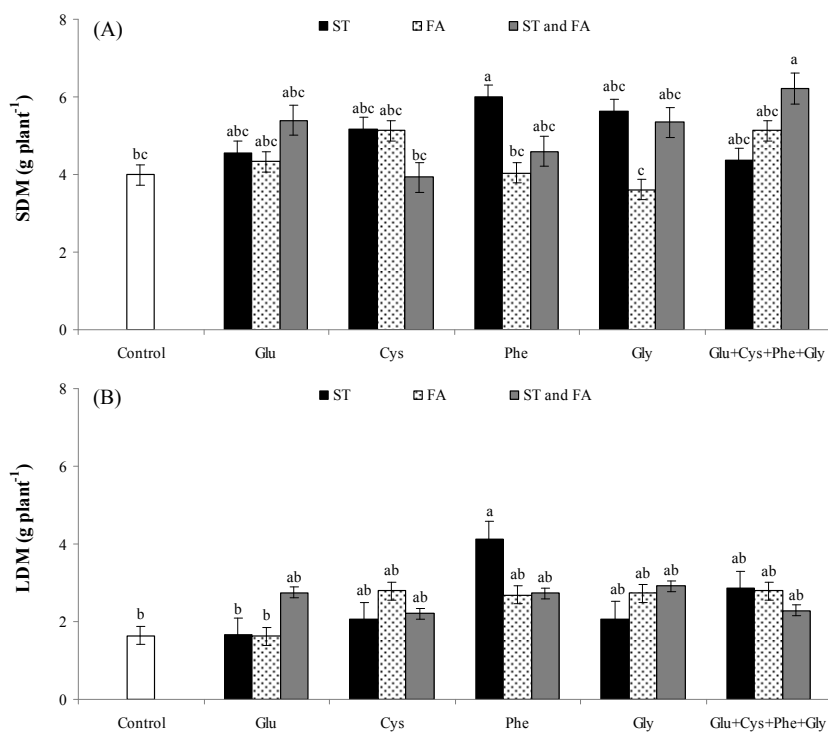 (A)
ST FA ST and FA
SDM (g plant⁻¹)
8
6
4
2
0
bc
abc abc abc
abc abc bc
a bc abc
abc c abc
abc abc a
Control Glu Cys Phe Gly Glu+Cys+Phe+Gly
(B)
ST FA ST and FA
LDM (g plant⁻¹)
8
6
4
2
0
b
b b ab
ab ab ab
a ab ab
ab ab ab
ab ab ab
Control Glu Cys Phe Gly Glu+Cys+Phe+Gly